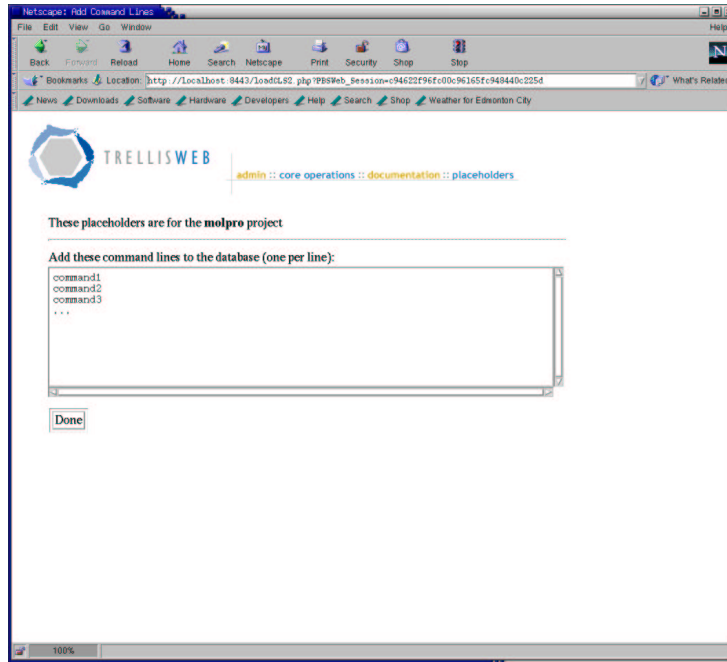 Netscape: Add Command Lines
File Edit View Go Window Help
Back Forward Reload Home Search Netscape Print Security Shop Stop
N
Bookmarks Location: http://localhost:8443/loadCLS2.php?PBSWeb_Session=c94622f96fc00c96165fc948440c225d What's Related
News Downloads Software Hardware Developers Help Search Shop Weather for Edmonton City
TRELLISWEB
admin :: core operations :: documentation :: placeholders
These placeholders are for the molpro project
Add these command lines to the database (one per line):
command1
command2
command3
...
Done
100%